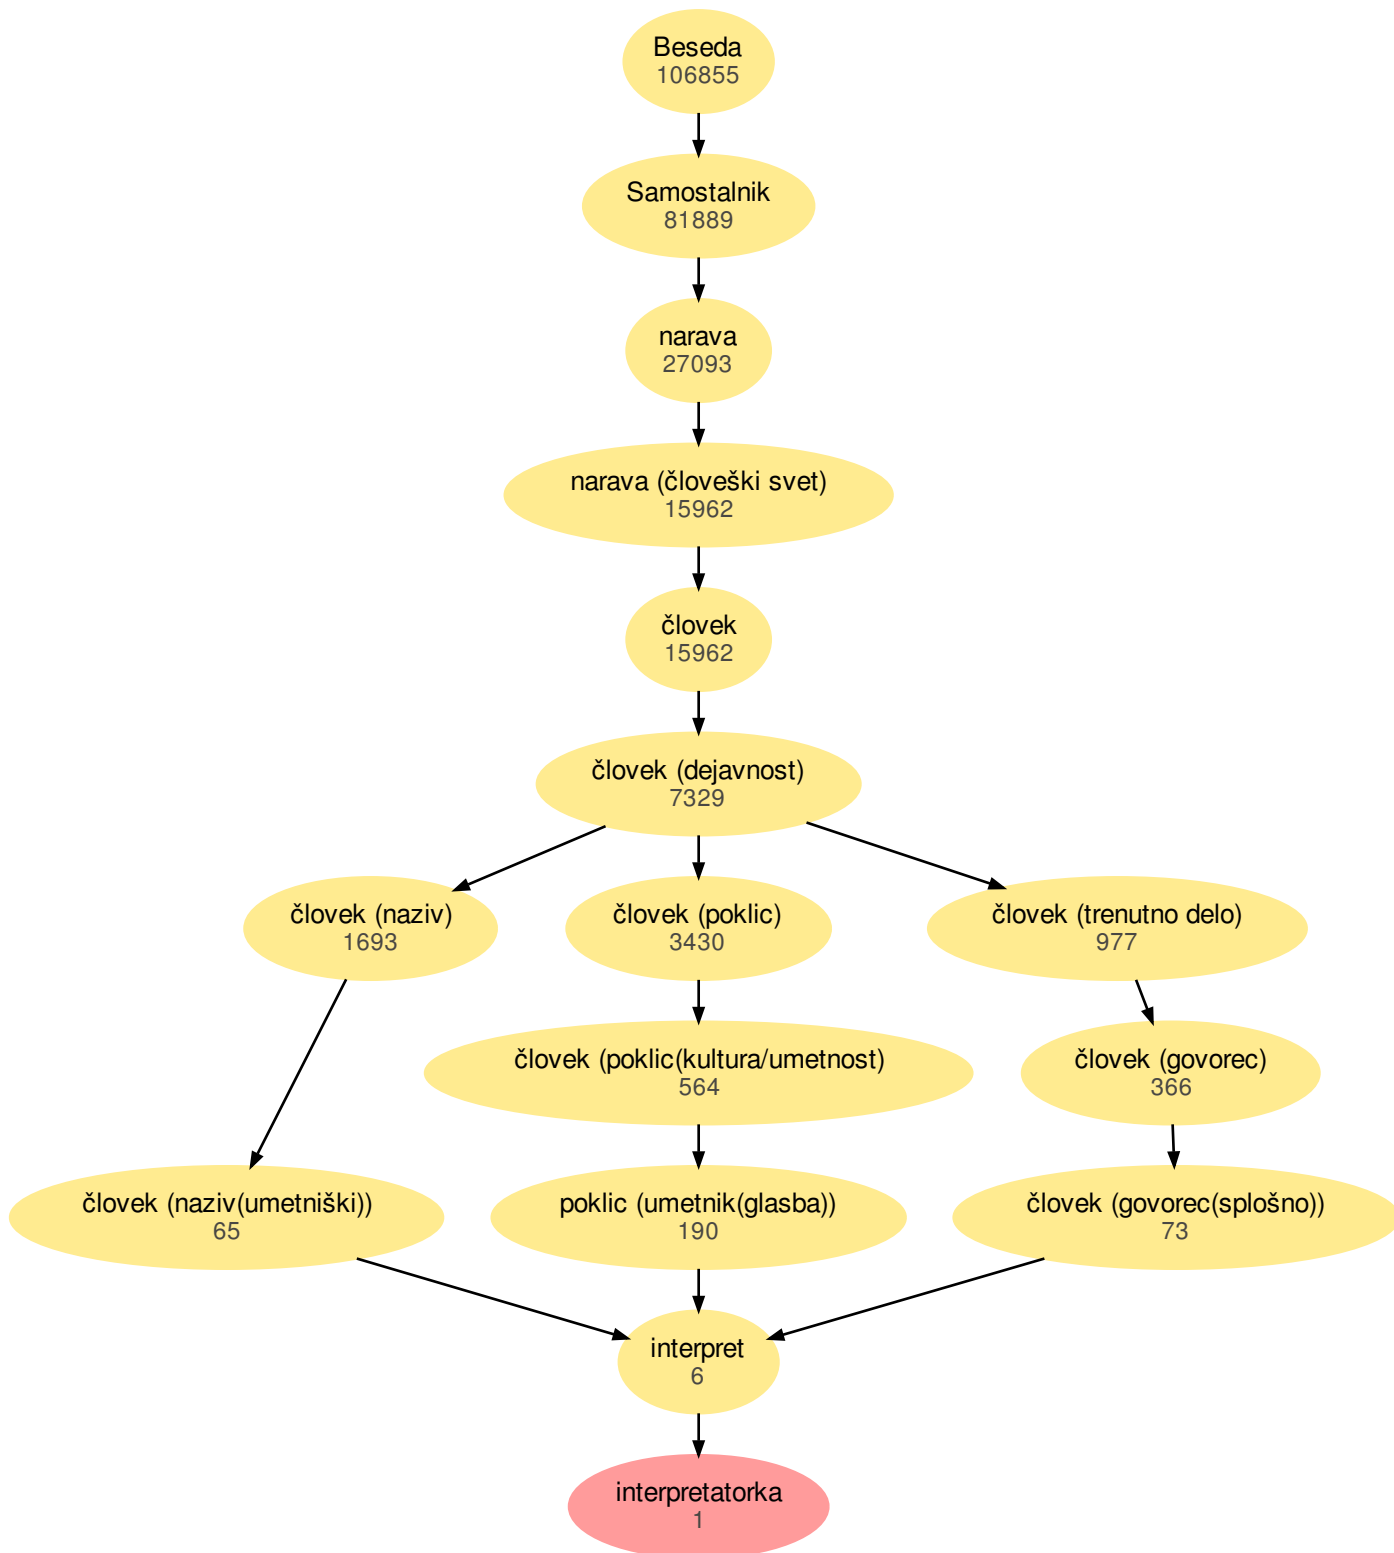 Beseda
106855
Samostalnik
81889
narava
27093
narava (človeški svet)
15962
človek
15962
človek (dejavnost)
7329
človek (naziv)
1693
človek (poklic)
3430
človek (trenutno delo)
977
človek (poklic(kultura/umetnost)
564
človek (govorec)
366
človek (naziv(umetniški))
65
poklic (umetnik(glasba))
190
človek (govorec(splošno))
73
interpret
6
interpretatorka
1